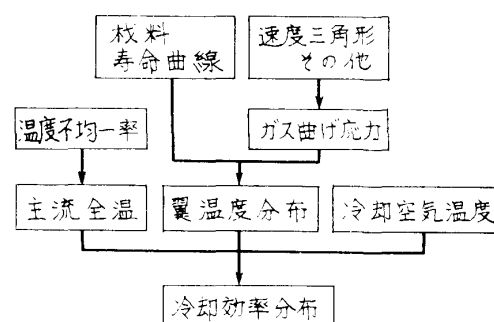 材料
寿命曲線
速度三角形
その他
温度不均一率
ガス曲げ応力
主流全温
翼温度分布
冷却空気温度
冷却効率分布